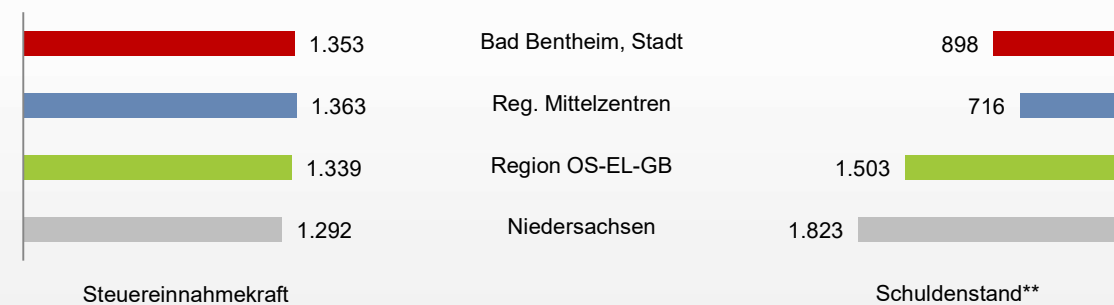 1.353 Bad Bentheim, Stadt 898
1.363 Reg. Mittelzentren 716
1.339 Region OS-EL-GB 1.503
1.292 Niedersachsen 1.823
Steuereinnahmekraft Schuldenstand**